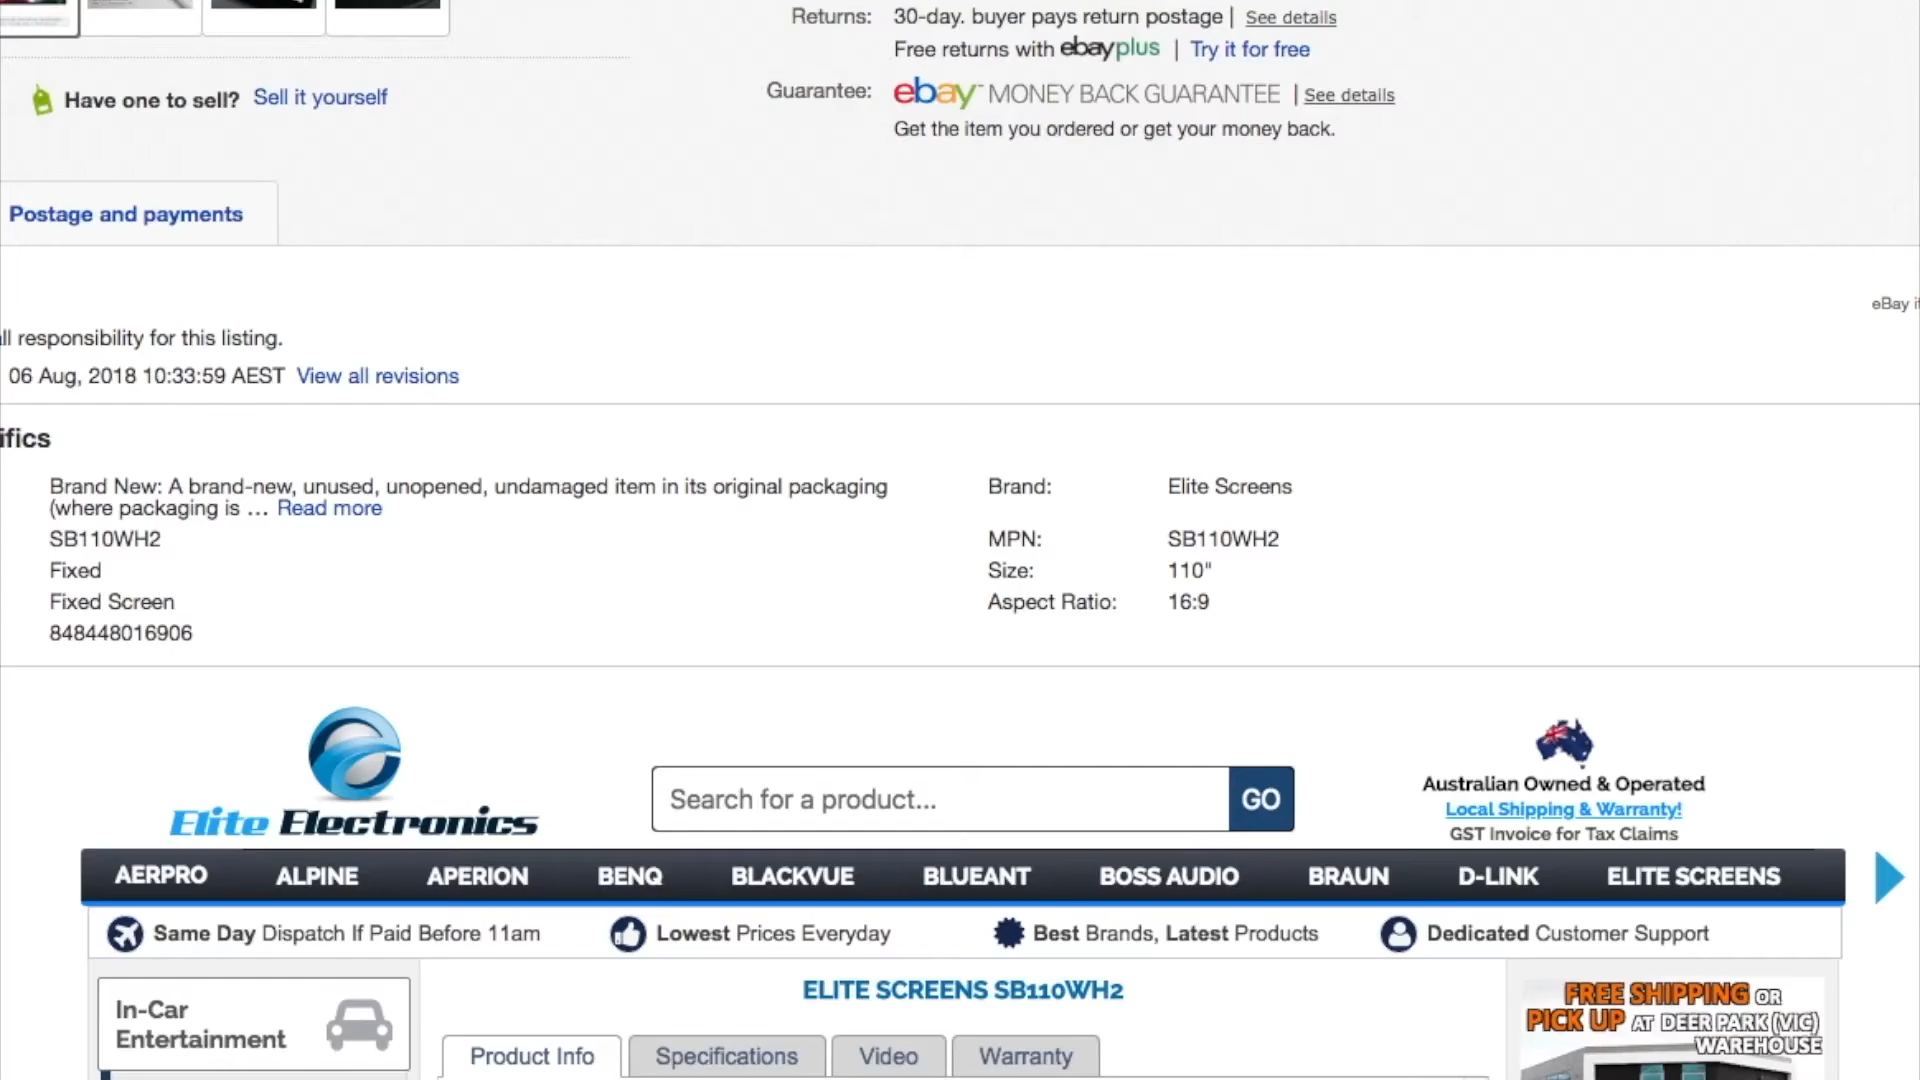 Returns: 30-day. buyer pays return postage | See details
Free returns with ebayplus | Try it for free
Have one to sell? Sell it yourself
Guarantee: ebay MONEY BACK GUARANTEE | See details
Get the item you ordered or get your money back.
Postage and payments
eBay
ll responsibility for this listing.
06 Aug, 2018 10:33:59 AEST View all revisions
ifics
Brand New: A brand-new, unused, unopened, undamaged item in its original packaging
(where packaging is ... Read more
Brand: Elite Screens
SB110WH2
MPN: SB110WH2
Fixed
Size: 110"
Fixed Screen
Aspect Ratio: 16:9
848448016906
Elite Electronics
Search for a product... GO
Australian Owned & Operated
Local Shipping & Warranty!
GST Invoice for Tax Claims
AERPRO ALPINE APERION BENQ BLACKVUE BLUEANT BOSS AUDIO BRAUN D-LINK ELITE SCREENS
Same Day Dispatch If Paid Before 11am Lowest Prices Everyday Best Brands, Latest Products Dedicated Customer Support
In-Car
Entertainment
ELITE SCREENS SB110WH2
Product Info Specifications Video Warranty
FREE SHIPPING OR
PICK UP AT DEER PARK (VIC)
WAREHOUSE